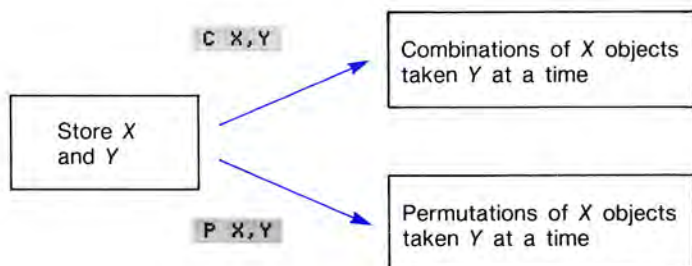 C X,Y
Combinations of X objects
taken Y at a time
Store X
and Y
P X,Y
Permutations of X objects
taken Y at a time